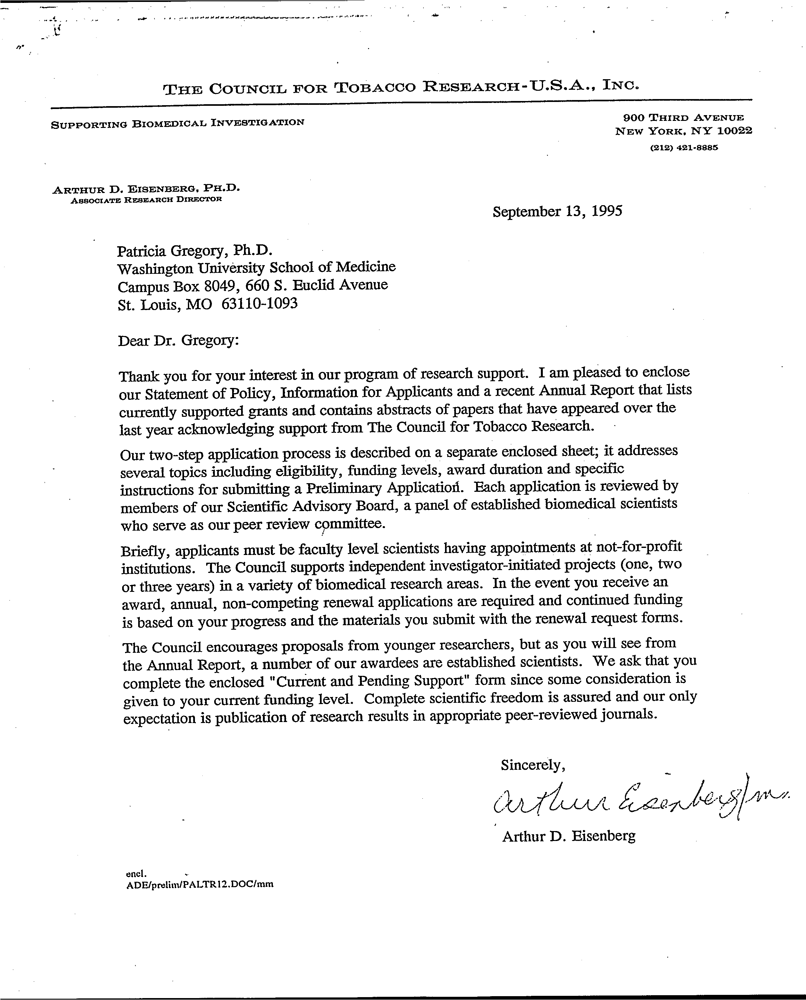 THE COUNCIL FOR TOBACCO RESEARCH-U.S.A., INC.
SUPPORTING BIOMEDICAL INVESTIGATION
900 THIRD AVENUE
NEW YORK, NY 10022
(212) 421-8885
ARTHUR D. EISENBERG, PH.D.
ASSOCIATE RESEARCH DIRECTOR
September 13, 1995
Patricia Gregory, Ph.D.
Washington University School of Medicine
Campus Box 8049, 660 S. Euclid Avenue
St. Louis, MO 63110-1093
Dear Dr. Gregory:
Thank you for your interest in our program of research support. I am pleased to enclose
our Statement of Policy, Information for Applicants and a recent Annual Report that lists
currently supported grants and contains abstracts of papers that have appeared over the
last year acknowledging support from The Council for Tobacco Research.
Our two-step application process is described on a separate enclosed sheet; it addresses
several topics including eligibility, funding levels, award duration and specific
instructions for submitting a Preliminary Application. Each application is reviewed by
members of our Scientific Advisory Board, a panel of established biomedical scientists
who serve as our peer review committee.
Briefly, applicants must be faculty level scientists having appointments at not-for-profit
institutions. The Council supports independent investigator-initiated projects (one, two
or three years) in a variety of biomedical research areas. In the event you receive an
award, annual, non-competing renewal applications are required and continued funding
is based on your progress and the materials you submit with the renewal request forms.
The Council encourages proposals from younger researchers, but as you will see from
the Annual Report, a number of our awardees are established scientists. We ask that you
complete the enclosed "Current and Pending Support" form since some consideration is
given to your current funding level. Complete scientific freedom is assured and our only
expectation is publication of research results in appropriate peer-reviewed journals.
Sincerely,
Arthur Eisenberg/m.
Arthur D. Eisenberg
encl.
ADE/prelim/PALTR12.DOC/mm